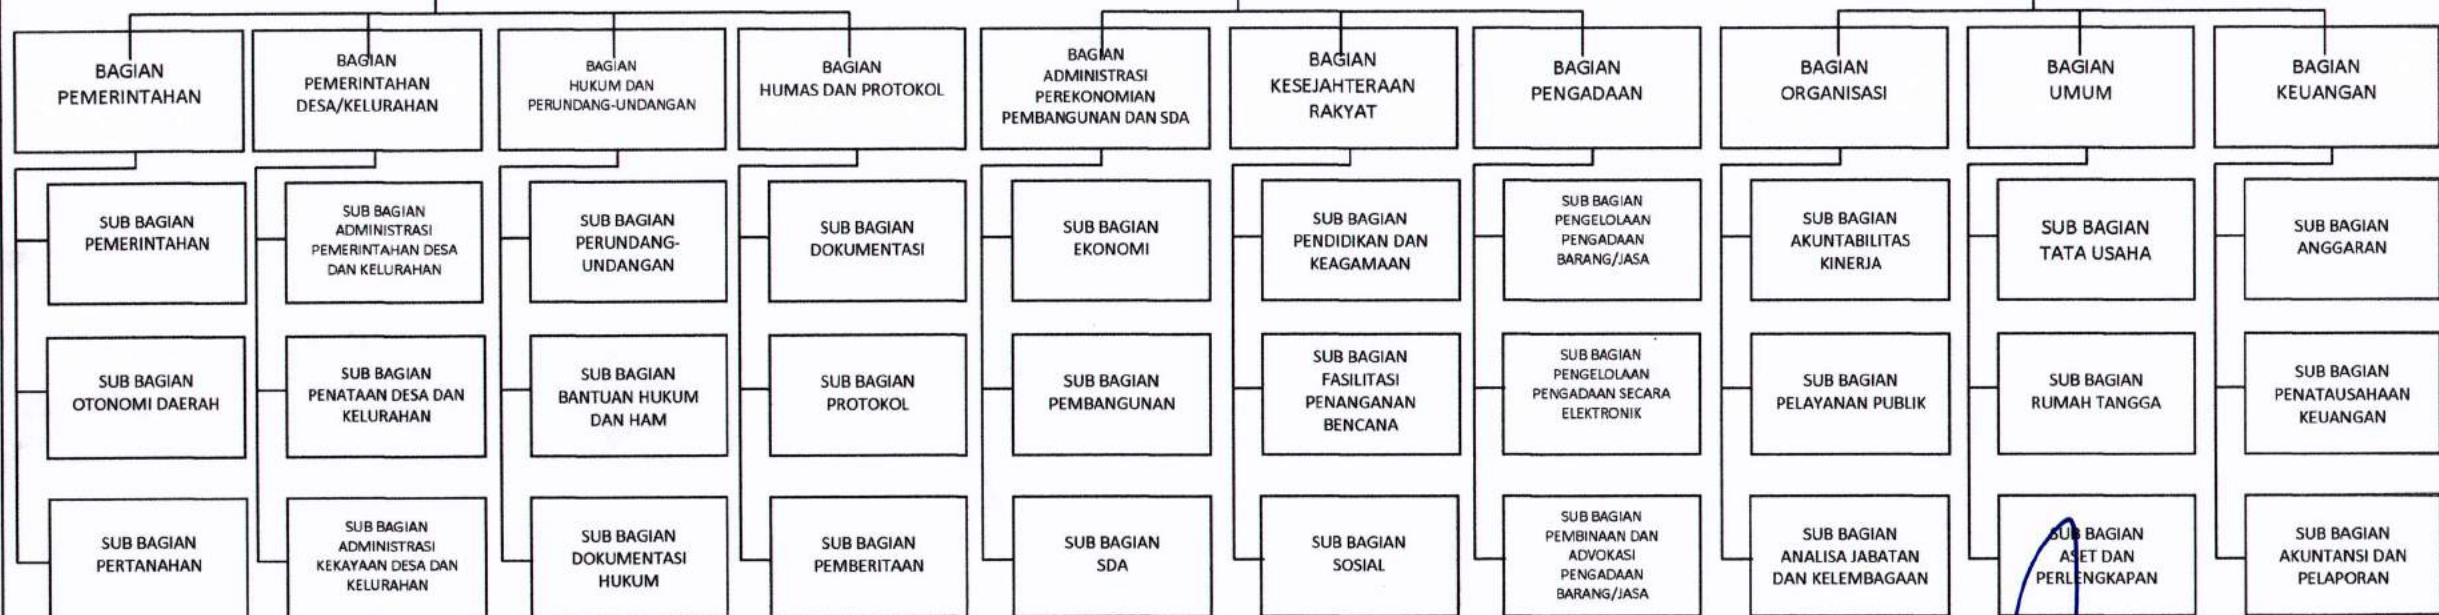 BAGIAN
PEMERINTAHAN
BAGIAN
PEMERINTAHAN
DESA/KELURAHAN
BAGIAN
HUKUM DAN
PERUNDANG-UNDANGAN
BAGIAN
HUMAS DAN PROTOKOL
BAGIAN
ADMINISTRASI
PEREKONOMIAN
PEMBANGUNAN DAN SDA
BAGIAN
KESEJAHTERAAN
RAKYAT
BAGIAN
PENGADAAN
BAGIAN
ORGANISASI
BAGIAN
UMUM
BAGIAN
KEUANGAN
SUB BAGIAN
PEMERINTAHAN
SUB BAGIAN
ADMINISTRASI
PEMERINTAHAN DESA
DAN KELURAHAN
SUB BAGIAN
PERUNDANG-
UNDANGAN
SUB BAGIAN
DOKUMENTASI
SUB BAGIAN
EKONOMI
SUB BAGIAN
PENDIDIKAN DAN
KEAGAMAAN
SUB BAGIAN
PENGELOLAAN
PENGADAAN
BARANG/JASA
SUB BAGIAN
AKUNTABILITAS
KINERJA
SUB BAGIAN
TATA USAHA
SUB BAGIAN
ANGGARAN
SUB BAGIAN
OTONOMI DAERAH
SUB BAGIAN
PENATAAN DESA DAN
KELURAHAN
SUB BAGIAN
BANTUAN HUKUM
DAN HAM
SUB BAGIAN
PROTOKOL
SUB BAGIAN
PEMBANGUNAN
SUB BAGIAN
FASILITASI
PENANGANAN
BENCANA
SUB BAGIAN
PENGELOLAAN
PENGADAAN SECARA
ELEKTRONIK
SUB BAGIAN
PELAYANAN PUBLIK
SUB BAGIAN
RUMAH TANGGA
SUB BAGIAN
PENATAUSAHAAN
KEUANGAN
SUB BAGIAN
PERTANAHAN
SUB BAGIAN
ADMINISTRASI
KEKAYAAN DESA DAN
KELURAHAN
SUB BAGIAN
DOKUMENTASI
HUKUM
SUB BAGIAN
PEMBERITAAN
SUB BAGIAN
SDA
SUB BAGIAN
SOSIAL
SUB BAGIAN
PEMBINAAN DAN
ADVOKASI
PENGADAAN
BARANG/JASA
SUB BAGIAN
ANALISA JABATAN
DAN KELEMBAGAAN
SUB BAGIAN
ASET DAN
PERLENGKAPAN
SUB BAGIAN
AKUNTANSI DAN
PELAPORAN